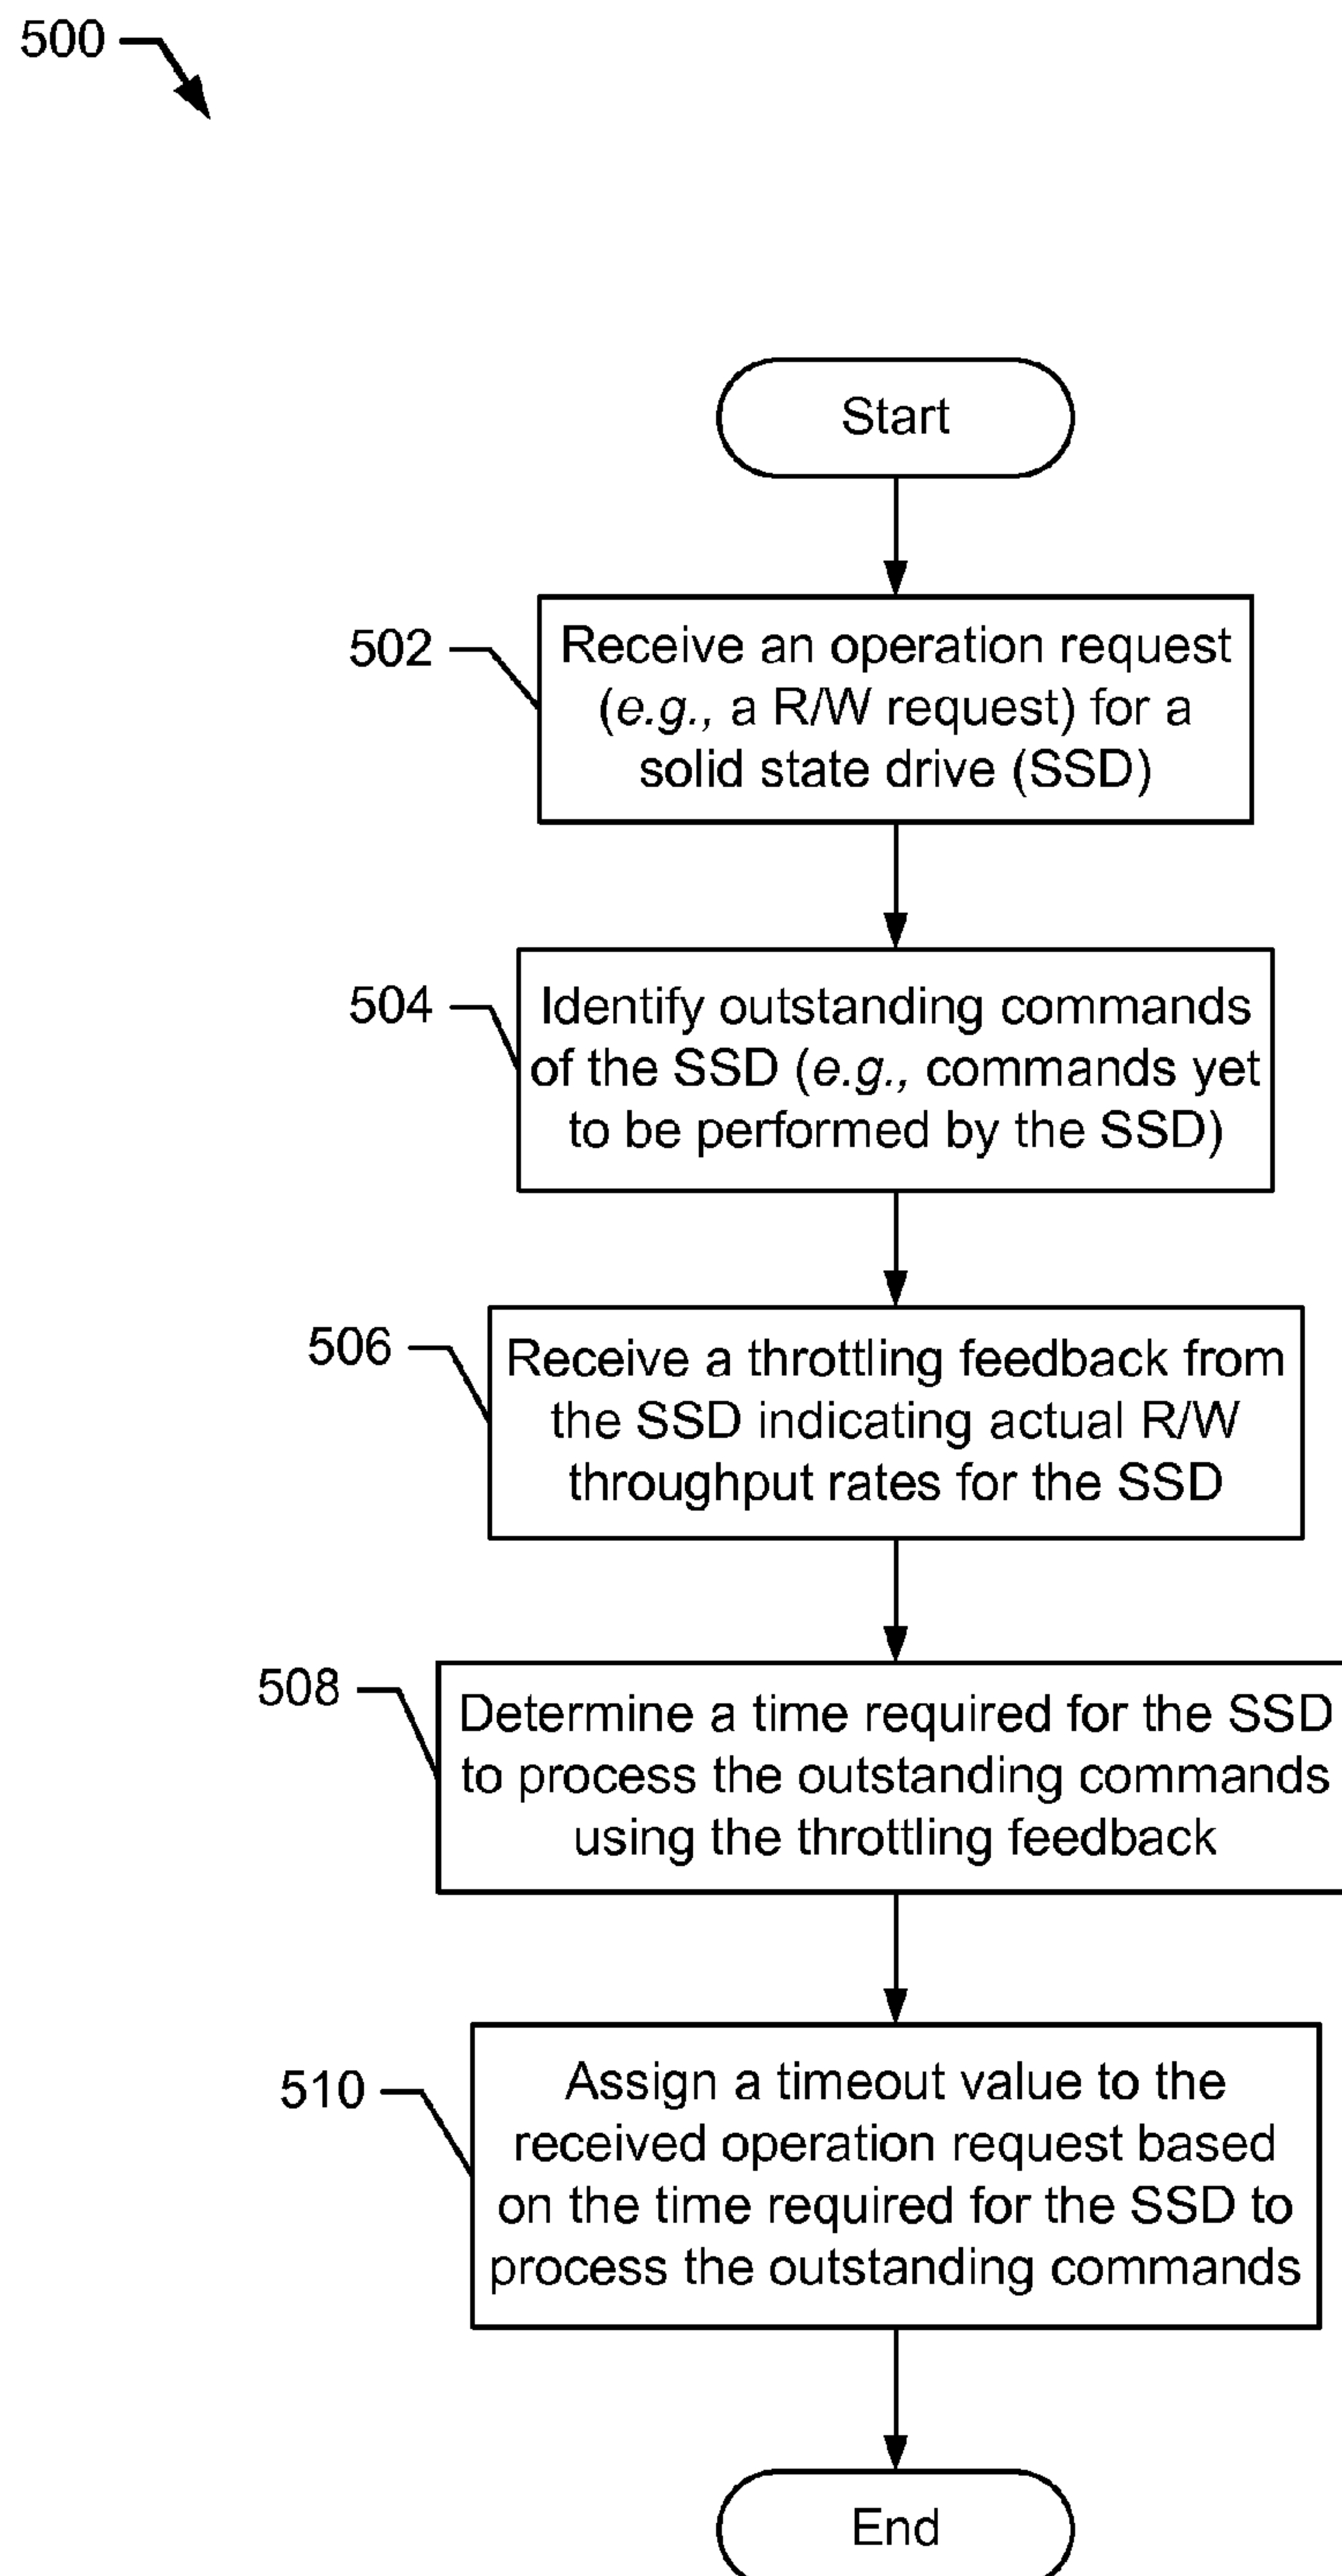 500
Start
502
Receive an operation request
(e.g., a R/W request) for a
solid state drive (SSD)
504
Identify outstanding commands
of the SSD (e.g., commands yet
to be performed by the SSD)
506
Receive a throttling feedback from
the SSD indicating actual R/W
throughput rates for the SSD
508
Determine a time required for the SSD
to process the outstanding commands
using the throttling feedback
510
Assign a timeout value to the
received operation request based
on the time required for the SSD to
process the outstanding commands
End